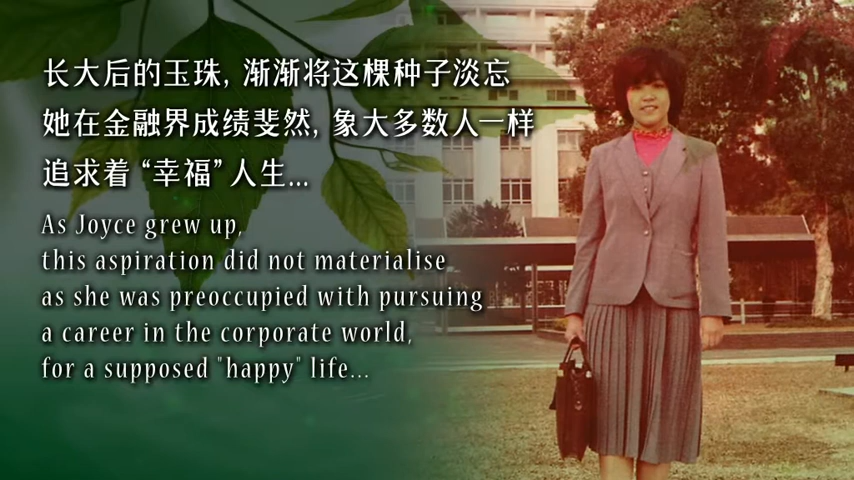 长大后的玉珠, 渐渐将这棵种子淡忘
她在金融界成绩斐然, 象大多数人一样
追求着 “幸福” 人生...
As Joyce grew up,
this aspiration did not materialise
as she was preoccupied with pursuing
a career in the corporate world,
for a supposed "happy" life...